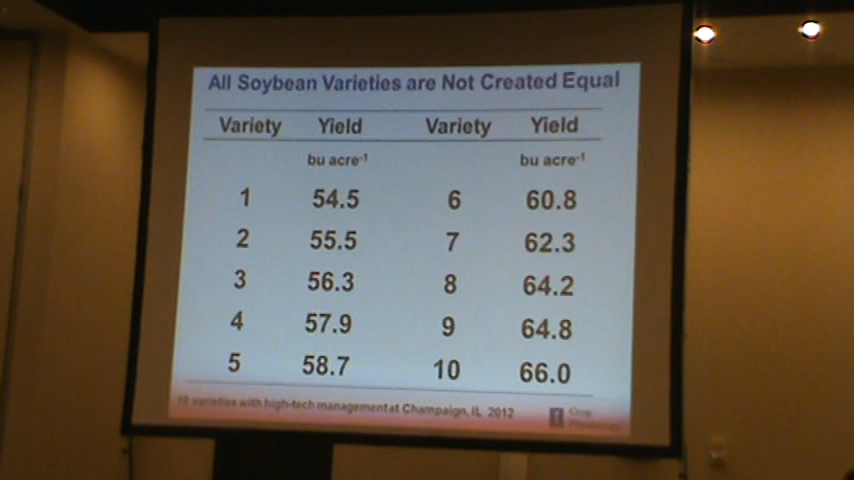 All Soybean Varieties are Not Created Equal
Variety Yield Variety Yield
bu acre-1 bu acre-1
1 54.5 6 60.8
2 55.5 7 62.3
3 56.3 8 64.2
4 57.9 9 64.8
5 58.7 10 66.0
10 varieties with high-tech management at Champaign, IL 2012
Crop
Physiology